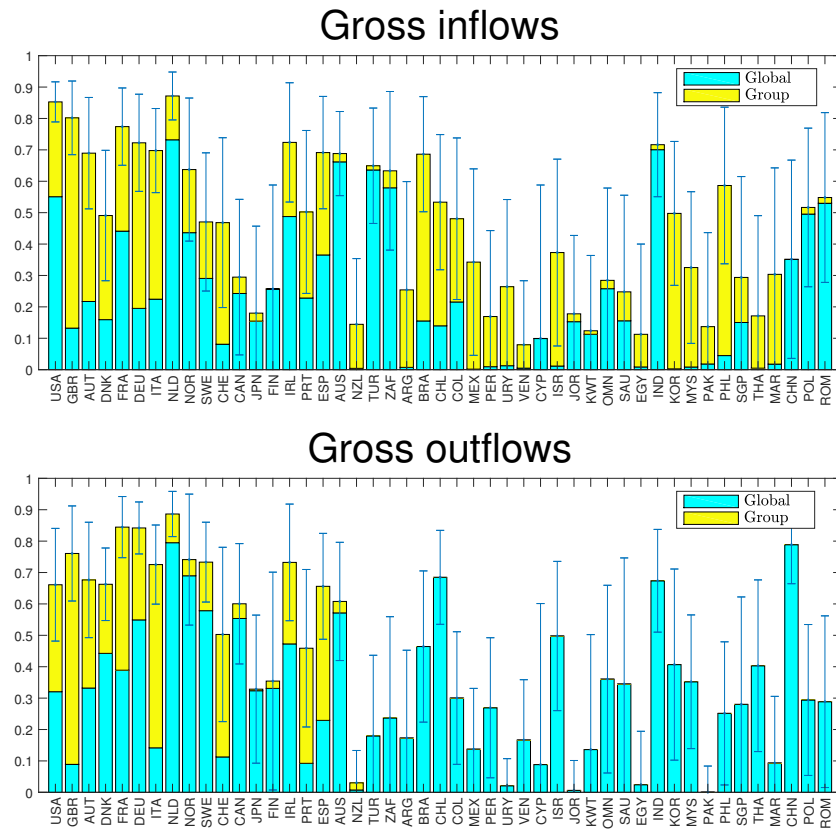 Gross inflows
1
0.9
0.8
0.7
0.6
0.5
0.4
0.3
0.2
0.1
0
Global
Group
USA GBR AUT DNK FRA DEU ITA NLD NOR SWE CHE CAN JPN FIN IRL PRT ESP AUS NZL TUR ZAF ARG BRA CHL COL MEX PER URY VEN CYP ISR JOR KWT OMN SAU EGY IND KOR MYS PAK PHL SGP THA MAR CHN POL ROM
Gross outflows
1
0.9
0.8
0.7
0.6
0.5
0.4
0.3
0.2
0.1
0
Global
Group
USA GBR AUT DNK FRA DEU ITA NLD NOR SWE CHE CAN JPN FIN IRL PRT ESP AUS NZL TUR ZAF ARG BRA CHL COL MEX PER URY VEN CYP ISR JOR KWT OMN SAU EGY IND KOR MYS PAK PHL SGP THA MAR CHN POL ROM